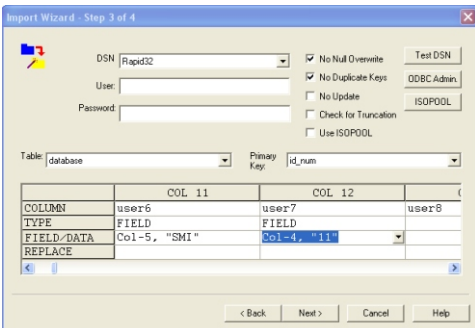 Import Wizard - Step 3 of 4
DSN Rapid32
User:
Password:
No Null Overwrite
No Duplicate Keys
No Update
Check for Truncation
Use ISOPOOL
Test DSN
ODBC Admin.
ISOPOOL
Table: database
Primary Key: id_num
COL 11 COL 12
COLUMN user6 user7 user8
TYPE FIELD FIELD
FIELD/DATA Col-5, "SMI" Col-4, "11"
REPLACE
< Back Next > Cancel Help